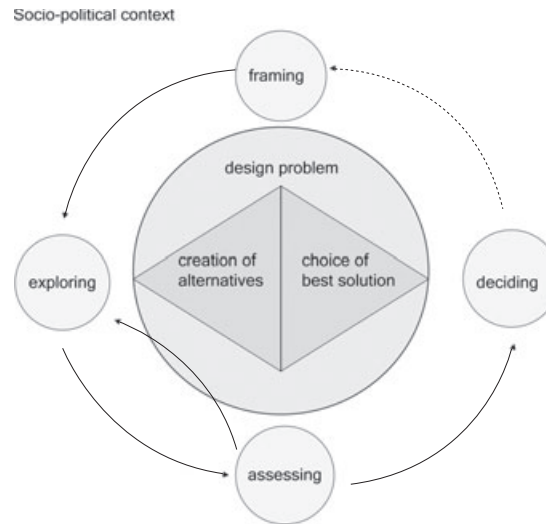 Socio-political context
framing
design problem
creation of
alternatives
choice of
best solution
exploring
deciding
assessing